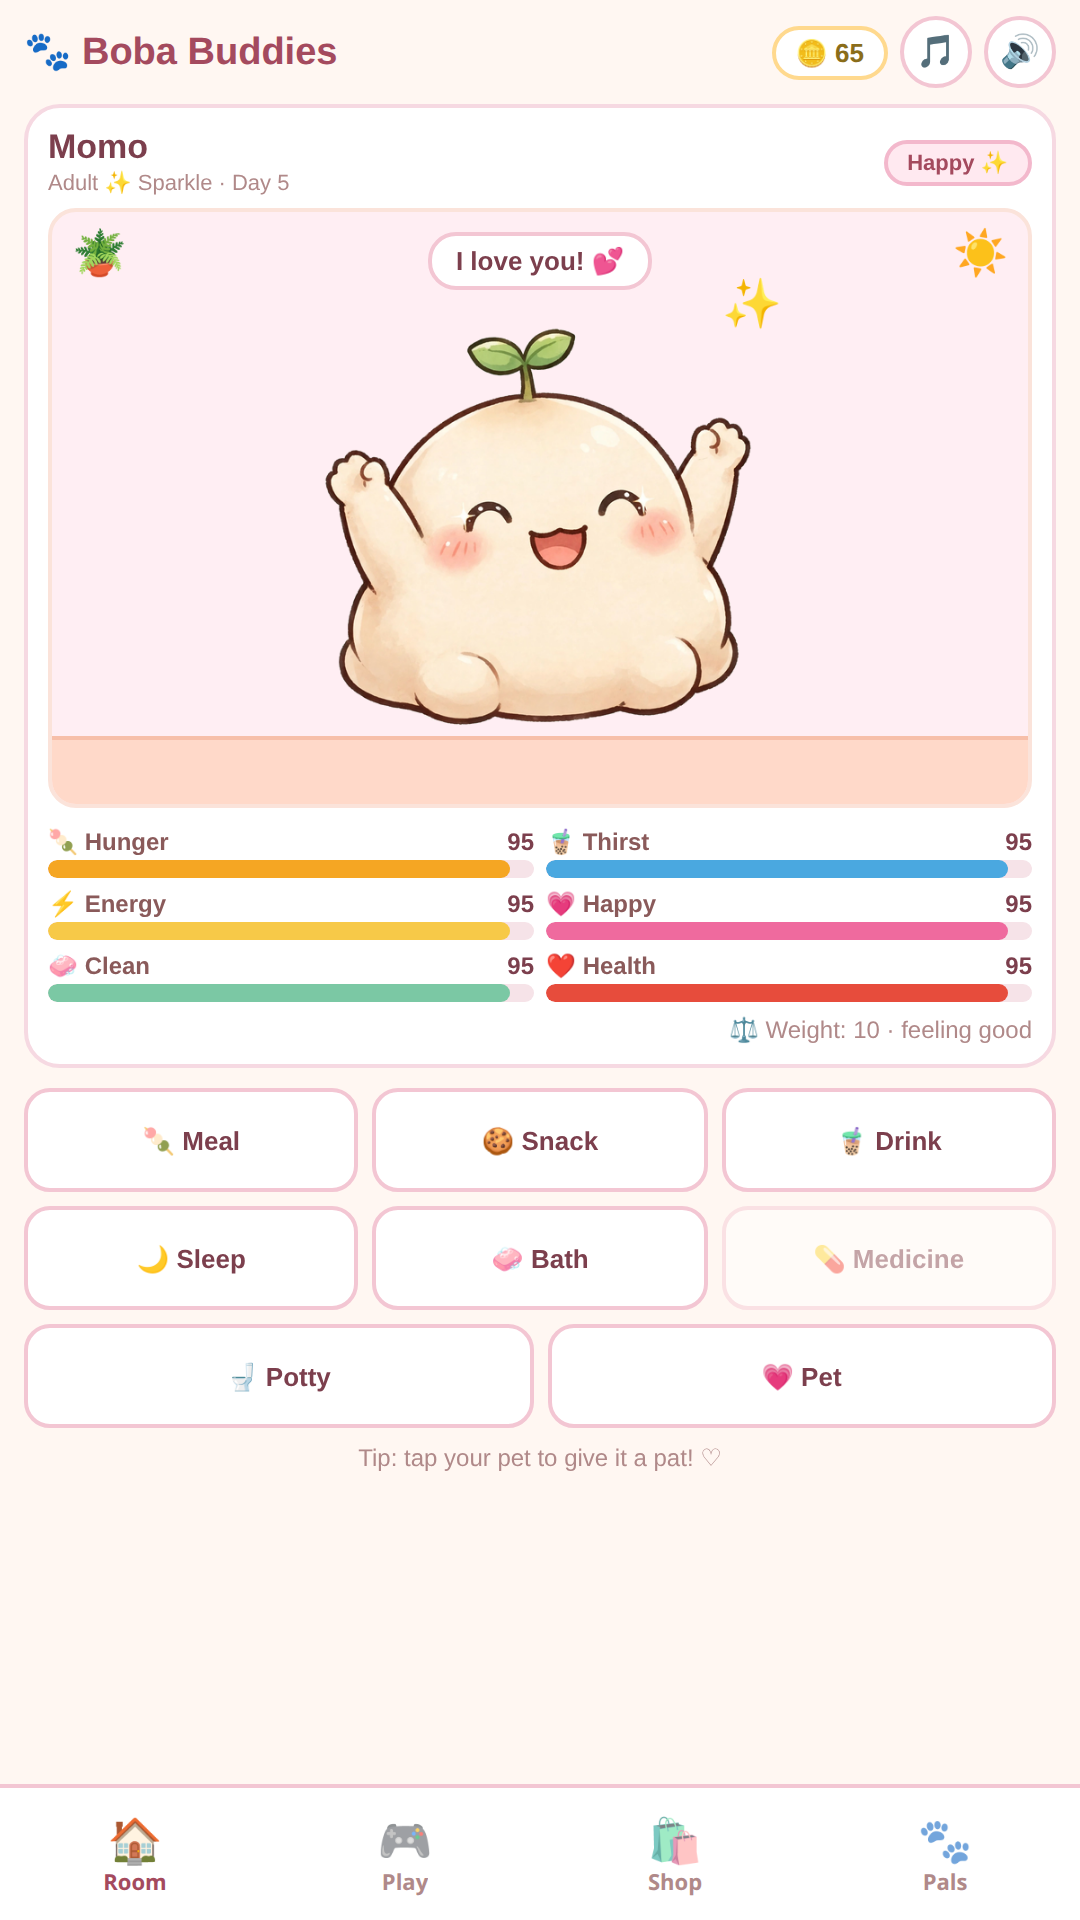 🐾 Boba Buddies
🪙 65 🎵 🔊
Momo
Adult ✨ Sparkle · Day 5
Happy ✨
I love you! 💕
🍡 Hunger 95
🧋 Thirst 95
⚡ Energy 95
💗 Happy 95
🧼 Clean 95
❤️ Health 95
⚖️ Weight: 10 · feeling good
🍡 Meal
🍪 Snack
🧋 Drink
🌙 Sleep
🧼 Bath
💊 Medicine
🚽 Potty
💗 Pet
Tip: tap your pet to give it a pat! ♡
Room
Play
Shop
Pals